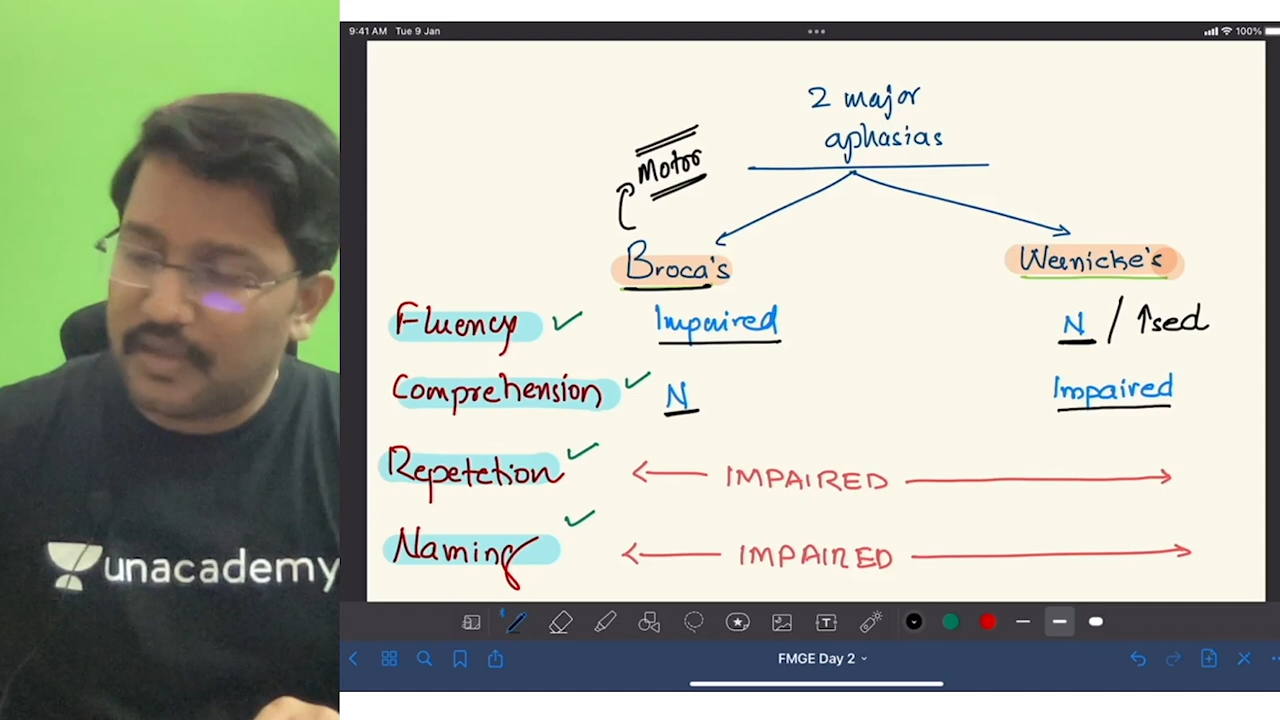 9:41 AM Tue 9 Jan
100%
2 major
aphasias
Motor
Broca's
Wernicke's
Fluency ✓ Impaired N / ↑sed
Comprehension ✓ N Impaired
Repetetion ✓ ← IMPAIRED →
Naming ✓ ← IMPAIRED →
unacademy
FMGE Day 2